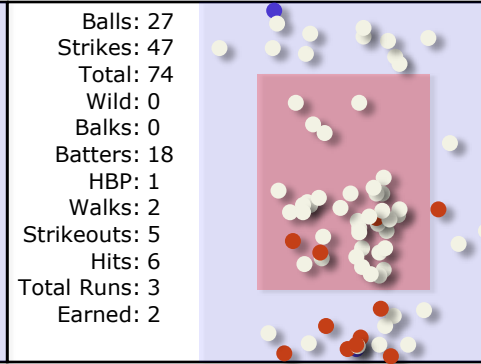 Balls: 27
Strikes: 47
Total: 74
Wild: 0
Balks: 0
Batters: 18
HBP: 1
Walks: 2
Strikeouts: 5
Hits: 6
Total Runs: 3
Earned: 2